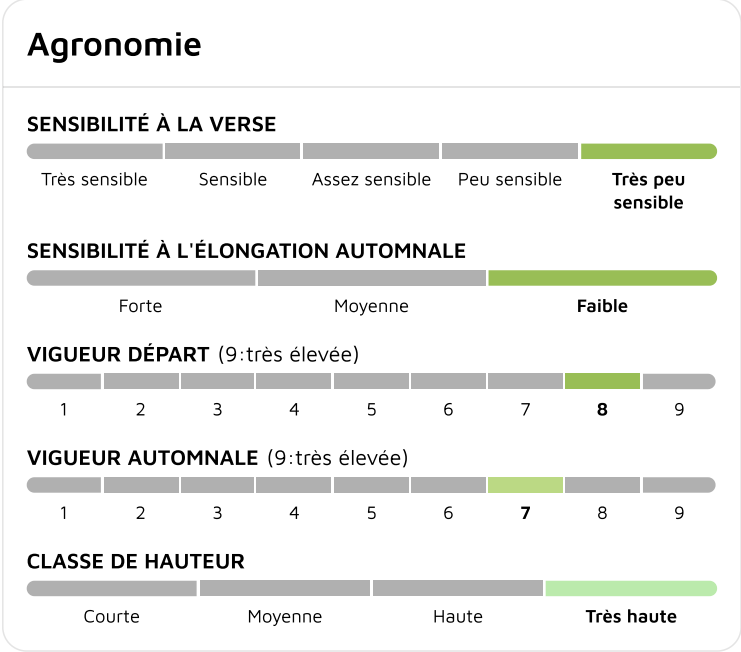 Agronomie
SENSIBILITÉ À LA VERSE
Très sensible Sensible Assez sensible Peu sensible Très peu
sensible
SENSIBILITÉ À L'ÉLONGATION AUTOMNALE
Forte Moyenne Faible
VIGUEUR DÉPART (9:très élevée)
1 2 3 4 5 6 7 8 9
VIGUEUR AUTOMNALE (9:très élevée)
1 2 3 4 5 6 7 8 9
CLASSE DE HAUTEUR
Courte Moyenne Haute Très haute